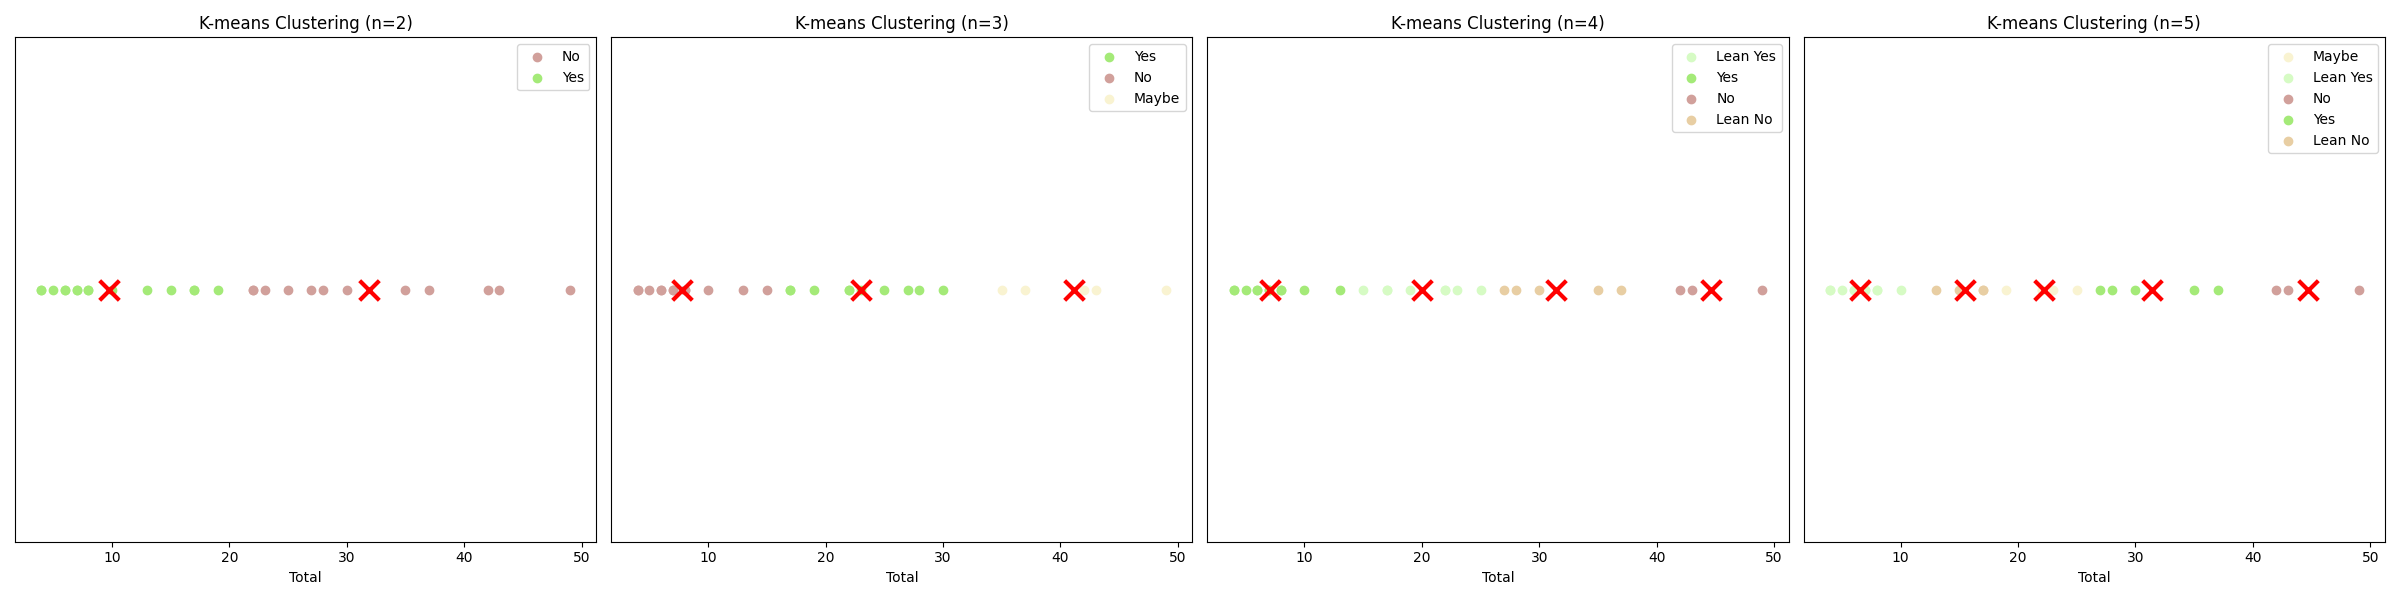 K-means Clustering (n=2)
No
Yes
10 20 30 40 50
Total
K-means Clustering (n=3)
Yes
No
Maybe
10 20 30 40 50
Total
K-means Clustering (n=4)
Lean Yes
Yes
No
Lean No
10 20 30 40 50
Total
K-means Clustering (n=5)
Maybe
Lean Yes
No
Yes
Lean No
10 20 30 40 50
Total